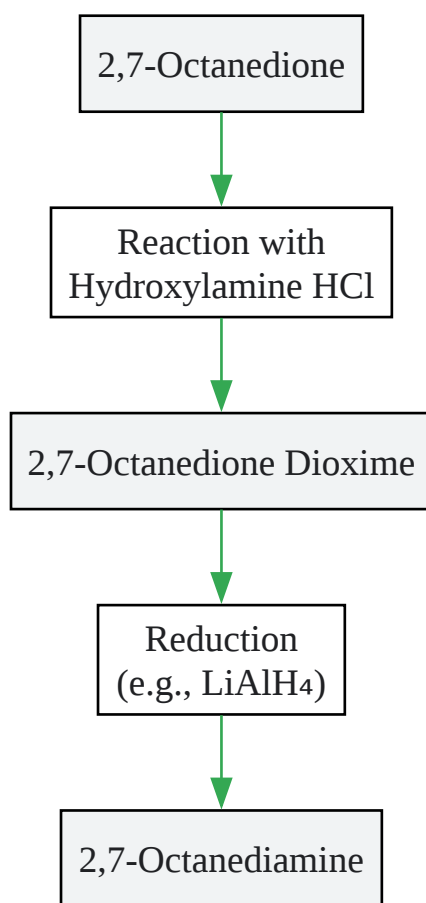 2,7-Octanedione
Reaction with
Hydroxylamine HCl
2,7-Octanedione Dioxime
Reduction
(e.g., LiAlH₄)
2,7-Octanediamine